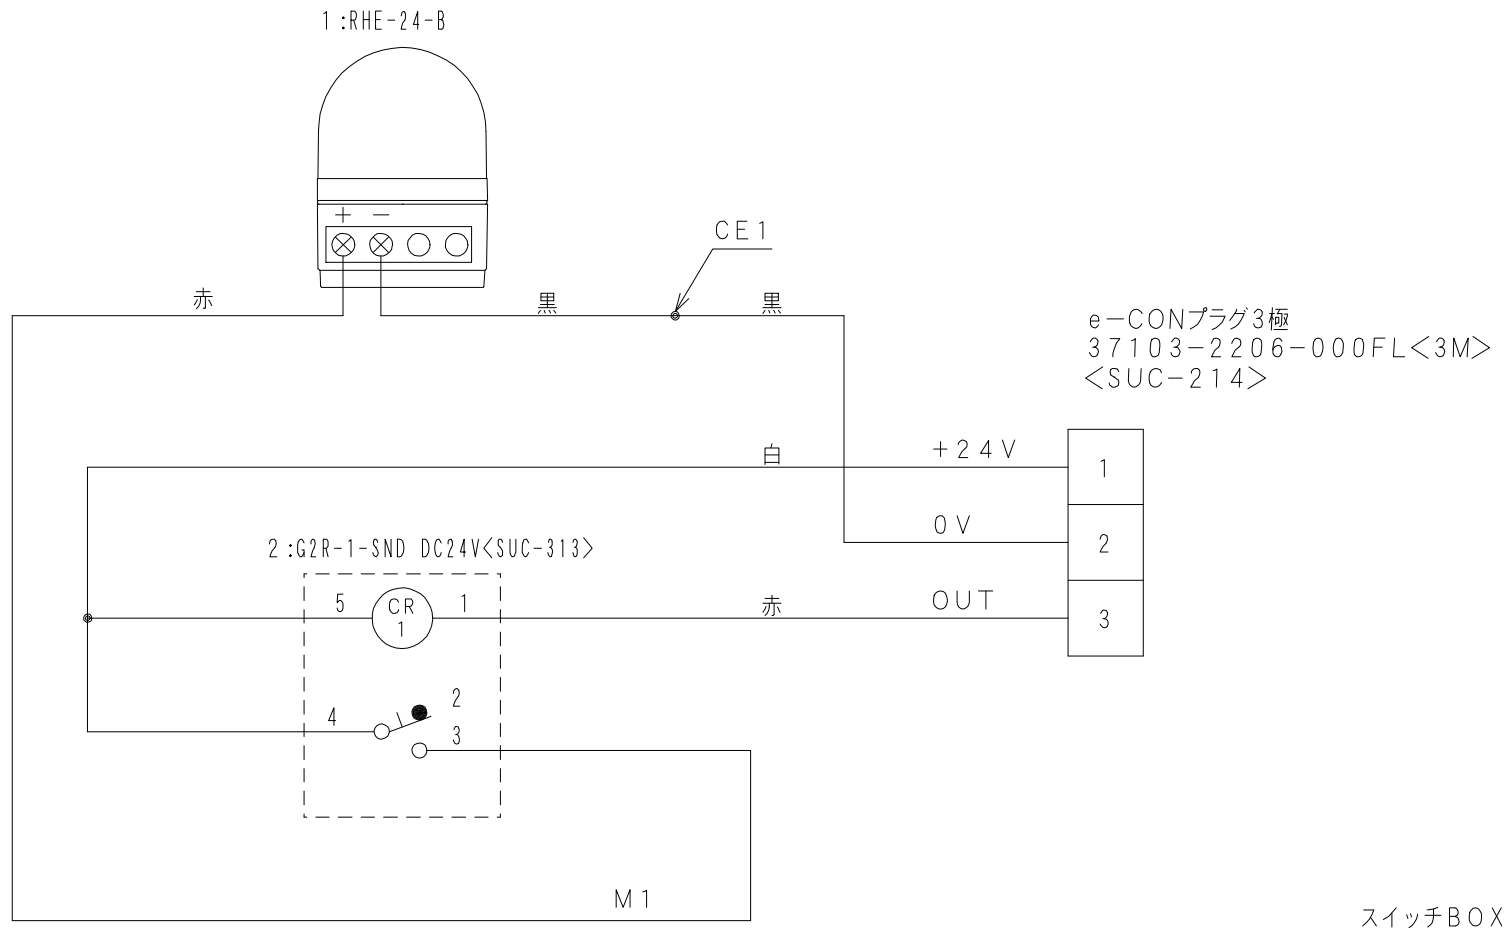 1:RHE-24-B
+ −
CE1
赤
黒
黒
e−CONプラグ3極
37103−2206−000FL<3M>
<SUC−214>
白
+24V
1
0V
2
2:G2R-1-SND DC24V<SUC-313>
5
CR
1
1
赤
OUT
3
4
2
3
M1
スイッチBOX